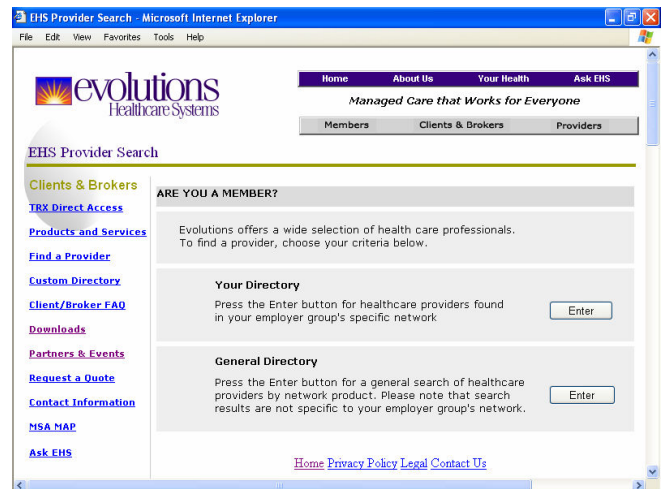 EHS Provider Search - Microsoft Internet Explorer
File Edit View Favorites Tools Help
evolutions
Healthcare Systems
Home About Us Your Health Ask EHS
Managed Care that Works for Everyone
Members Clients & Brokers Providers
EHS Provider Search
Clients & Brokers
TRX Direct Access
Products and Services
Find a Provider
Custom Directory
Client/Broker FAQ
Downloads
Partners & Events
Request a Quote
Contact Information
MSA MAP
Ask EHS
ARE YOU A MEMBER?
Evolutions offers a wide selection of health care professionals.
To find a provider, choose your criteria below.
Your Directory
Press the Enter button for healthcare providers found
in your employer group's specific network
Enter
General Directory
Press the Enter button for a general search of healthcare
providers by network product. Please note that search
results are not specific to your employer group's network.
Enter
Home Privacy Policy Legal Contact Us